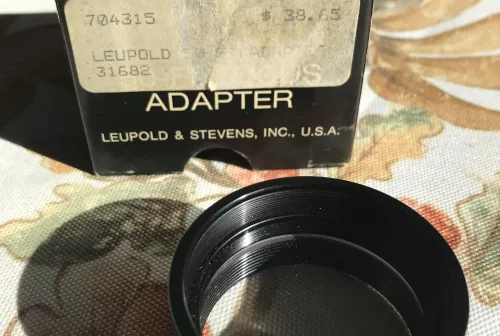 704315 $ 38.65
LEUPOLD
31682
ADAPTER
LEUPOLD & STEVENS, INC., U.S.A.